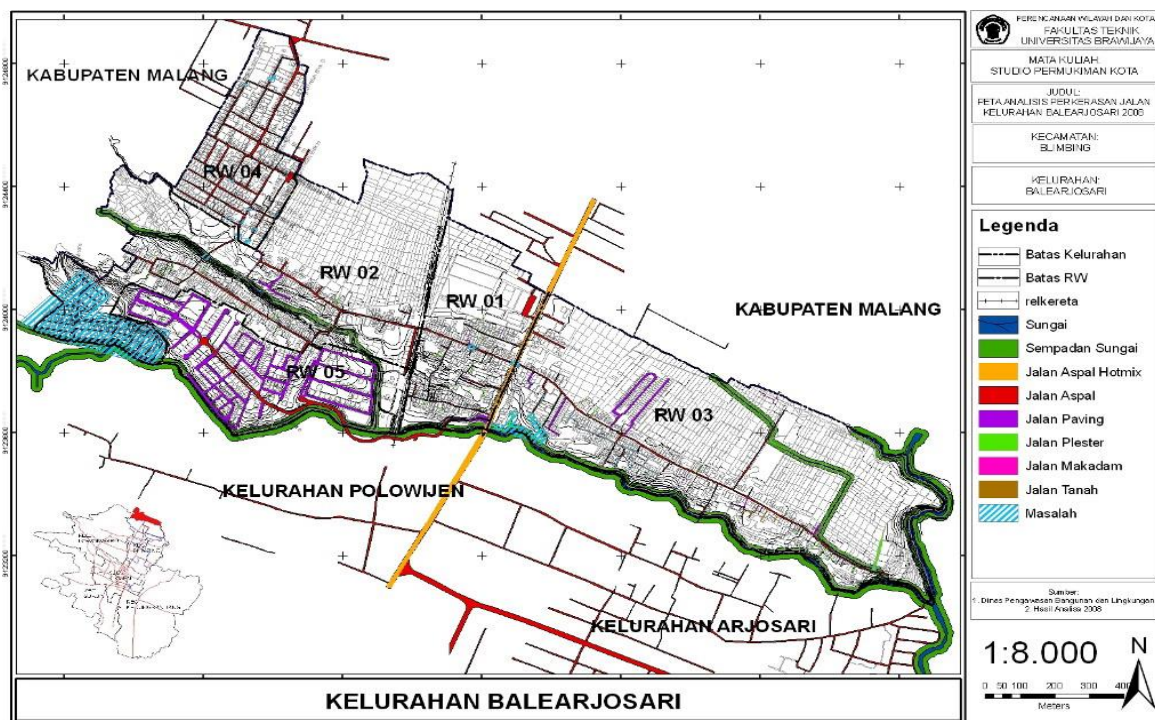 KABUPATEN MALANG
RW 04
RW 02
RW 01
KABUPATEN MALANG
RW 05
RW 03
KELURAHAN POLOWIJEN
KELURAHAN ARJOSARI
KELURAHAN BALEARJOSARI
PERENCANAAN WILAYAH DAN KOTA
FAKULTAS TEKNIK
UNIVERSITAS BRAWIJAYA
MATA KULIAH:
STUDIO PERMUKIMAN KOTA
JUDUL:
PETA ANALISIS PERKERASAN JALAN
KELURAHAN BALEARJOSARI 2008
KECAMATAN:
BLIMBING
KELURAHAN:
BALEARJOSARI
Legenda
Batas Kelurahan
Batas RW
relkereta
Sungai
Sempadan Sungai
Jalan Aspal Hotmix
Jalan Aspal
Jalan Paving
Jalan Plester
Jalan Makadam
Jalan Tanah
Masalah
Sumber:
1. Dinas Pengawasan Bangunan dan Lingkungan
2. Hasil Analisa 2008
1:8.000
N
0 50 100 200 300 400
Meters